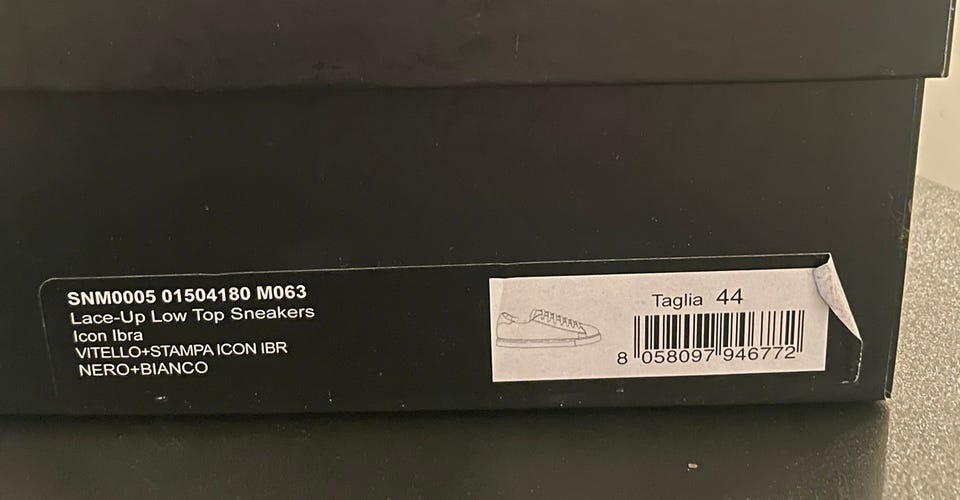 SNM0005 01504180 M063
Lace-Up Low Top Sneakers
Icon Ibra
VITELLO+STAMPA ICON IBR
NERO+BIANCO
Taglia 44
8 058097 946772